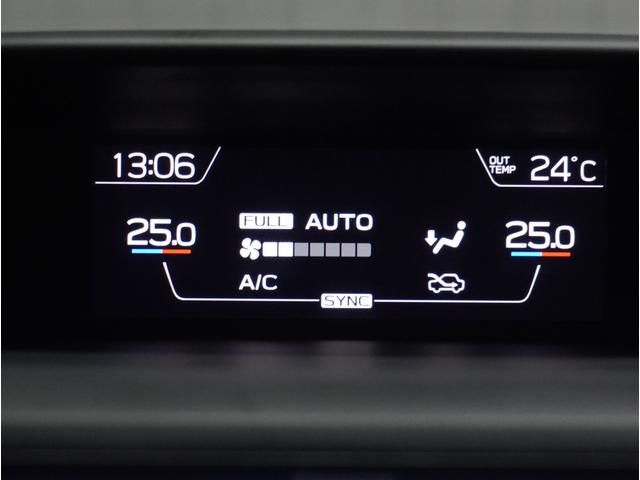 13:06
OUT TEMP 24°C
FULL AUTO
25.0
25.0
A/C
SYNC